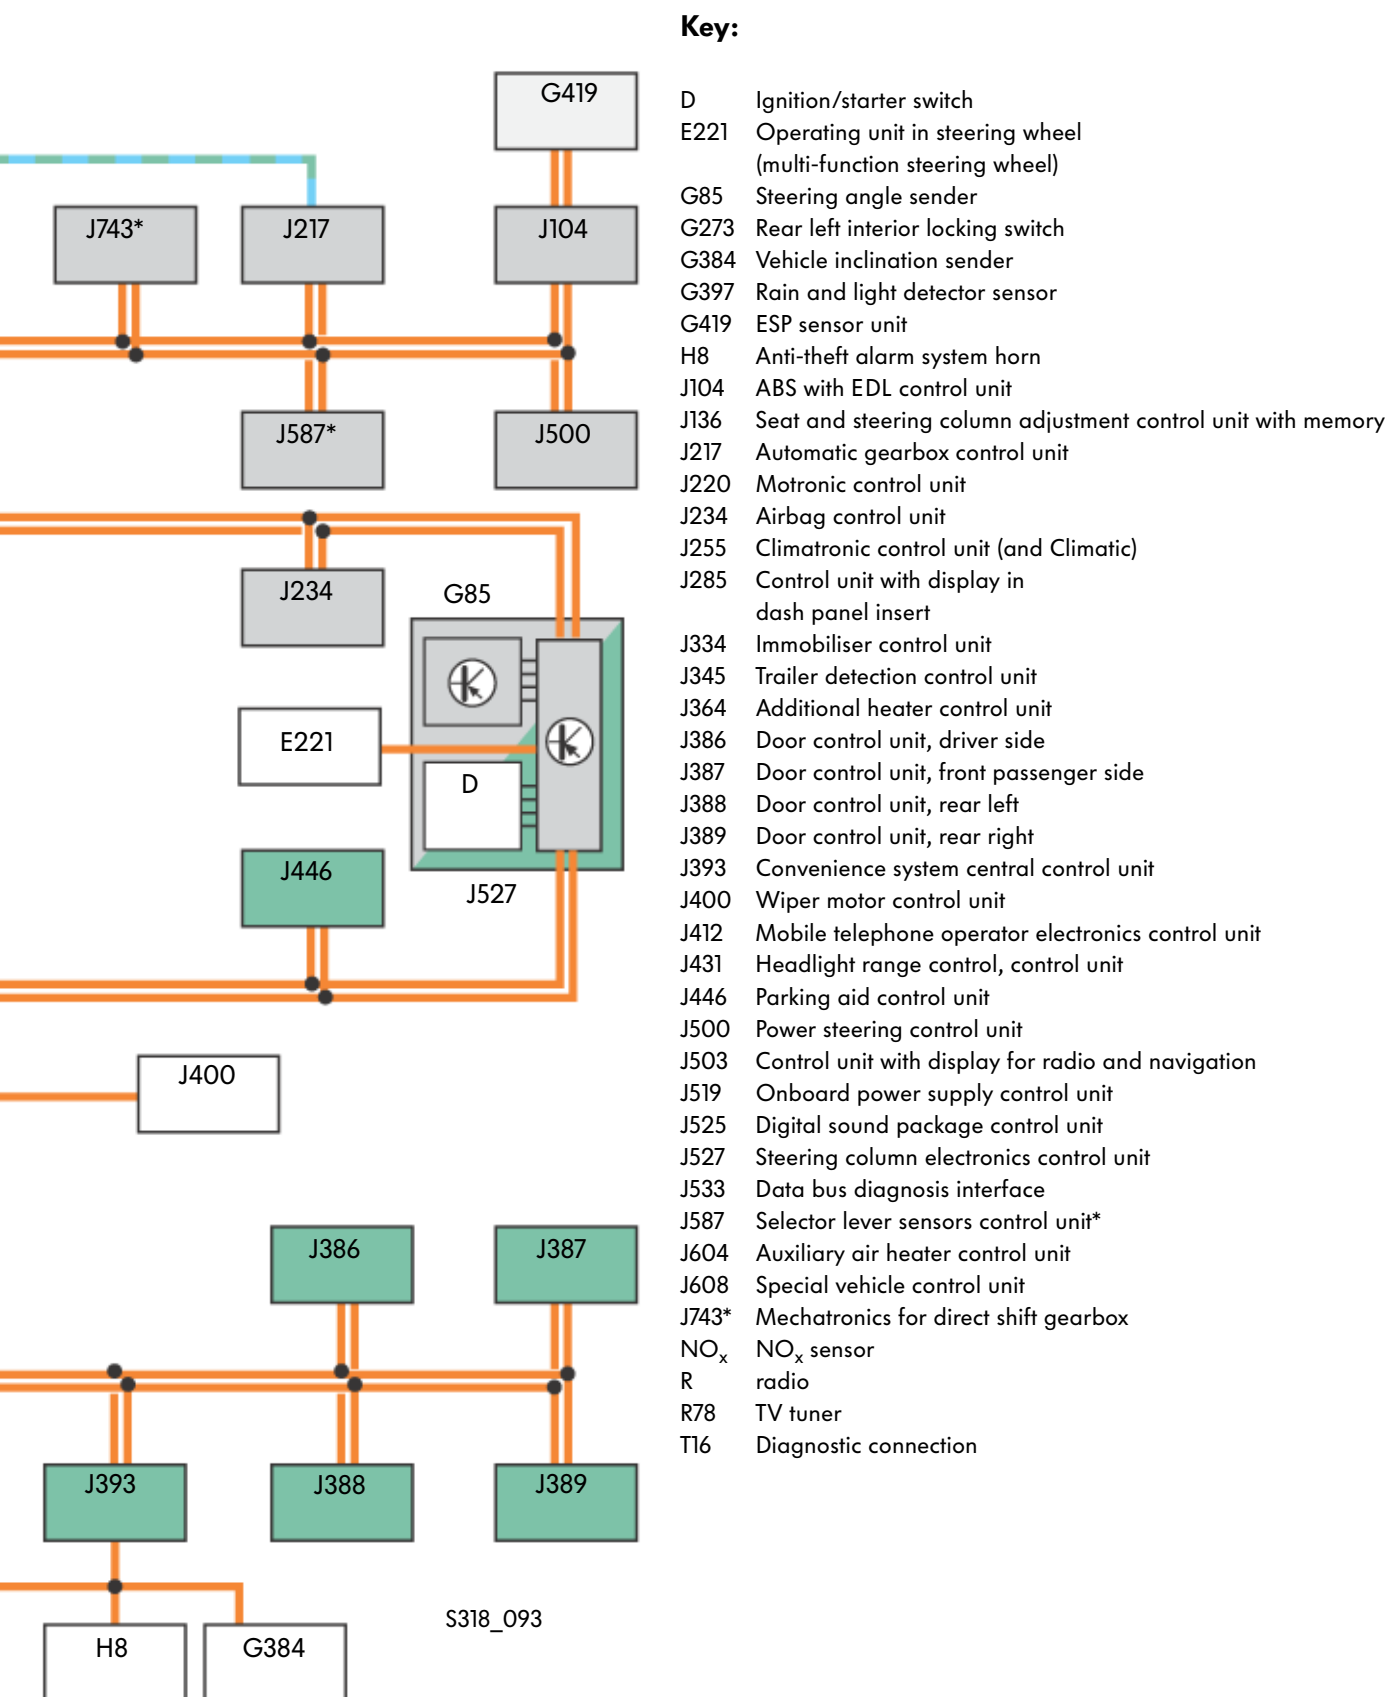 G419
J743*
J217
J104
J587*
J500
J234
G85
E221
D
J446
J527
J400
J386
J387
J393
J388
J389
S318_093
H8
G384
Key:
D Ignition/starter switch
E221 Operating unit in steering wheel
(multi-function steering wheel)
G85 Steering angle sender
G273 Rear left interior locking switch
G384 Vehicle inclination sender
G397 Rain and light detector sensor
G419 ESP sensor unit
H8 Anti-theft alarm system horn
J104 ABS with EDL control unit
J136 Seat and steering column adjustment control unit with memory
J217 Automatic gearbox control unit
J220 Motronic control unit
J234 Airbag control unit
J255 Climatronic control unit (and Climatic)
J285 Control unit with display in
dash panel insert
J334 Immobiliser control unit
J345 Trailer detection control unit
J364 Additional heater control unit
J386 Door control unit, driver side
J387 Door control unit, front passenger side
J388 Door control unit, rear left
J389 Door control unit, rear right
J393 Convenience system central control unit
J400 Wiper motor control unit
J412 Mobile telephone operator electronics control unit
J431 Headlight range control, control unit
J446 Parking aid control unit
J500 Power steering control unit
J503 Control unit with display for radio and navigation
J519 Onboard power supply control unit
J525 Digital sound package control unit
J527 Steering column electronics control unit
J533 Data bus diagnosis interface
J587 Selector lever sensors control unit*
J604 Auxiliary air heater control unit
J608 Special vehicle control unit
J743* Mechatronics for direct shift gearbox
NOx NOx sensor
R radio
R78 TV tuner
T16 Diagnostic connection